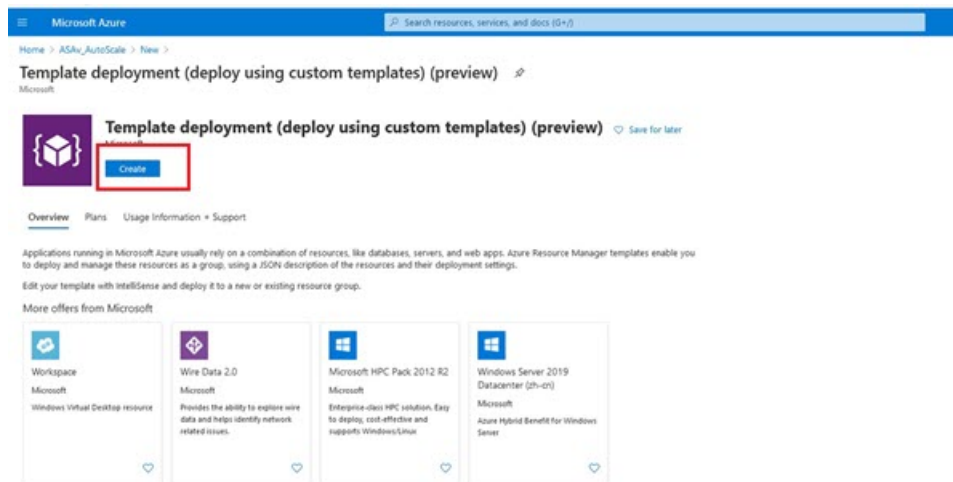 Microsoft Azure
Search resources, services, and docs (G+/)
Home > ASAv_AutoScale > New >
Template deployment (deploy using custom templates) (preview)
Microsoft
Template deployment (deploy using custom templates) (preview)
Save for later
Microsoft
Create
Overview Plans Usage Information + Support
Applications running in Microsoft Azure usually rely on a combination of resources, like databases, servers, and web apps. Azure Resource Manager templates enable you
to deploy and manage these resources as a group, using a JSON description of the resources and their deployment settings.
Edit your template with IntelliSense and deploy it to a new or existing resource group.
More offers from Microsoft
Workspace
Microsoft
Windows Virtual Desktop resource
Wire Data 2.0
Microsoft
Provides the ability to explore wire
data and helps identify network
related issues.
Microsoft HPC Pack 2012 R2
Microsoft
Enterprise-class HPC solution. Easy
to deploy, cost-effective and
supports Windows/Linux
Windows Server 2019
Datacenter (zh-cn)
Microsoft
Azure Hybrid Benefit for Windows
Server